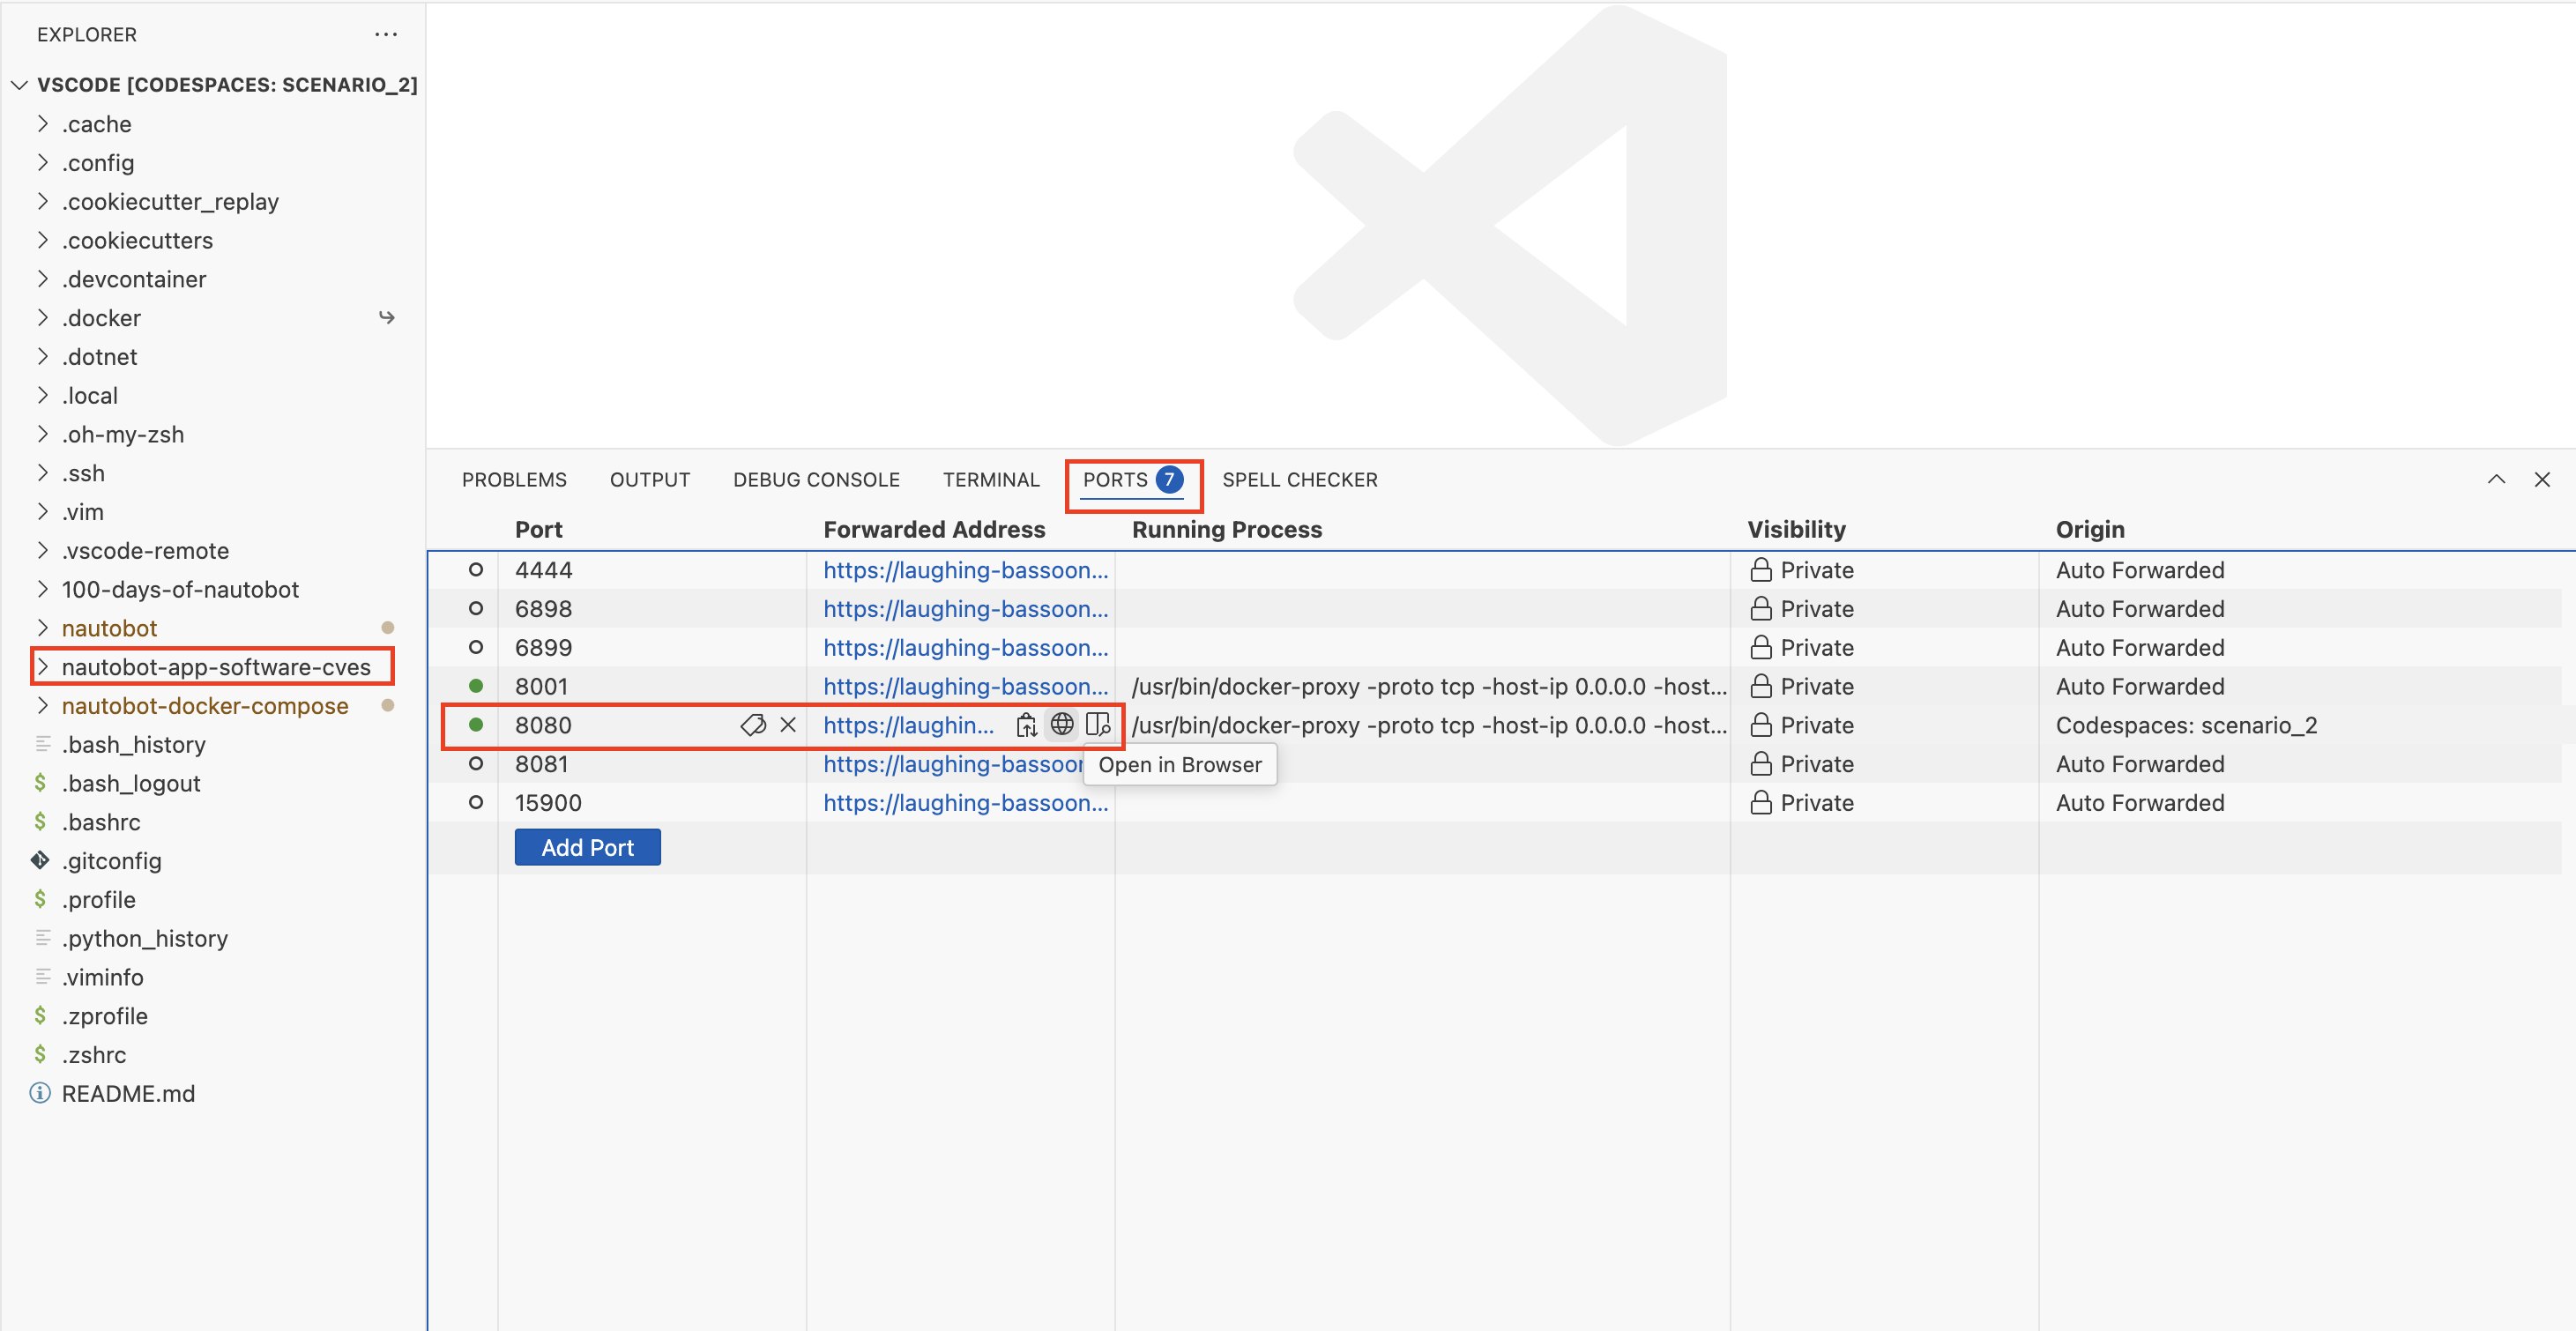 EXPLORER
VSCODE [CODESPACES: SCENARIO_2]
.cache
.config
.cookiecutter_replay
.cookiecutters
.devcontainer
.docker
.dotnet
.local
.oh-my-zsh
.ssh
.vim
.vscode-remote
100-days-of-nautobot
nautobot
nautobot-app-software-cves
nautobot-docker-compose
.bash_history
$ .bash_logout
$ .bashrc
.gitconfig
$ .profile
.python_history
.viminfo
$ .zprofile
$ .zshrc
README.md
PROBLEMS OUTPUT DEBUG CONSOLE TERMINAL PORTS 7 SPELL CHECKER
Port Forwarded Address Running Process Visibility Origin
4444 https://laughing-bassoon... Private Auto Forwarded
6898 https://laughing-bassoon... Private Auto Forwarded
6899 https://laughing-bassoon... Private Auto Forwarded
8001 https://laughing-bassoon... /usr/bin/docker-proxy -proto tcp -host-ip 0.0.0.0 -host... Private Auto Forwarded
8080 https://laughin... /usr/bin/docker-proxy -proto tcp -host-ip 0.0.0.0 -host... Private Codespaces: scenario_2
8081 https://laughing-bassoon Open in Browser Private Auto Forwarded
15900 https://laughing-bassoon... Private Auto Forwarded
Add Port